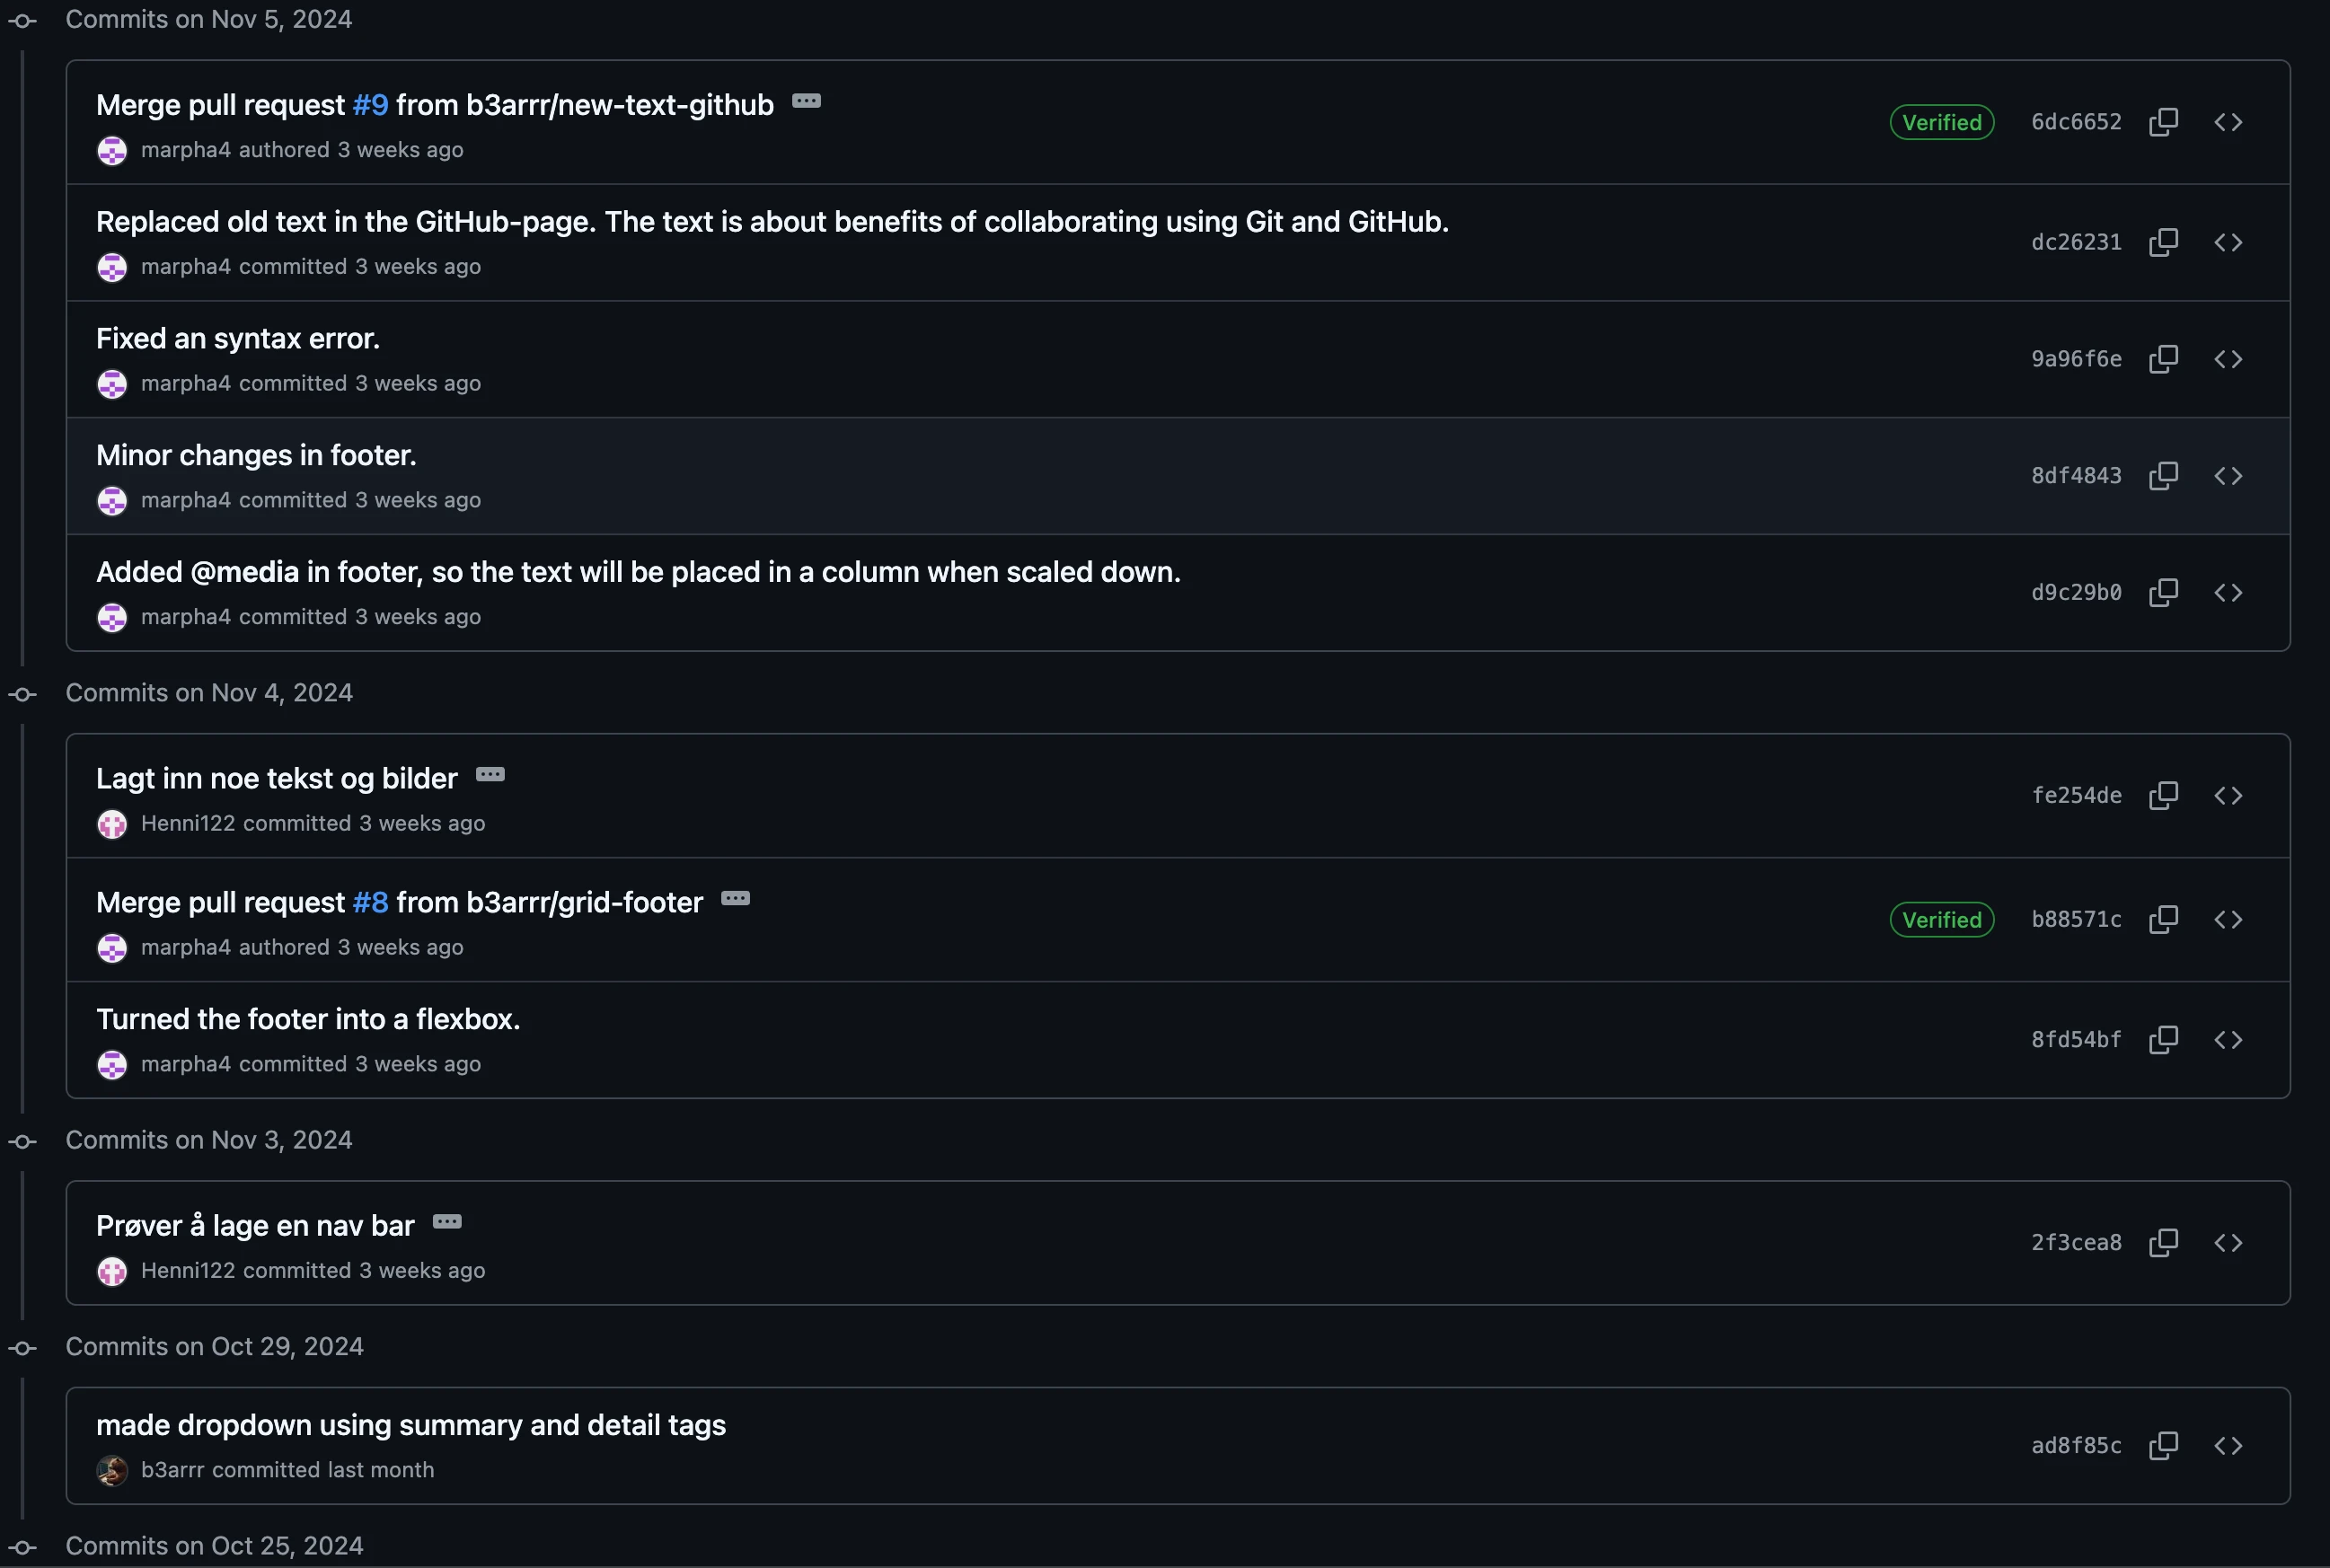 Commits on Nov 5, 2024
Merge pull request #9 from b3arrr/new-text-github
marpha4 authored 3 weeks ago
Verified
6dc6652
Replaced old text in the GitHub-page. The text is about benefits of collaborating using Git and GitHub.
marpha4 committed 3 weeks ago
dc26231
Fixed an syntax error.
marpha4 committed 3 weeks ago
9a96f6e
Minor changes in footer.
marpha4 committed 3 weeks ago
8df4843
Added @media in footer, so the text will be placed in a column when scaled down.
marpha4 committed 3 weeks ago
d9c29b0
Commits on Nov 4, 2024
Lagt inn noe tekst og bilder
Henni122 committed 3 weeks ago
fe254de
Merge pull request #8 from b3arrr/grid-footer
marpha4 authored 3 weeks ago
Verified
b88571c
Turned the footer into a flexbox.
marpha4 committed 3 weeks ago
8fd54bf
Commits on Nov 3, 2024
Prøver å lage en nav bar
Henni122 committed 3 weeks ago
2f3cea8
Commits on Oct 29, 2024
made dropdown using summary and detail tags
b3arrr committed last month
ad8f85c
Commits on Oct 25, 2024